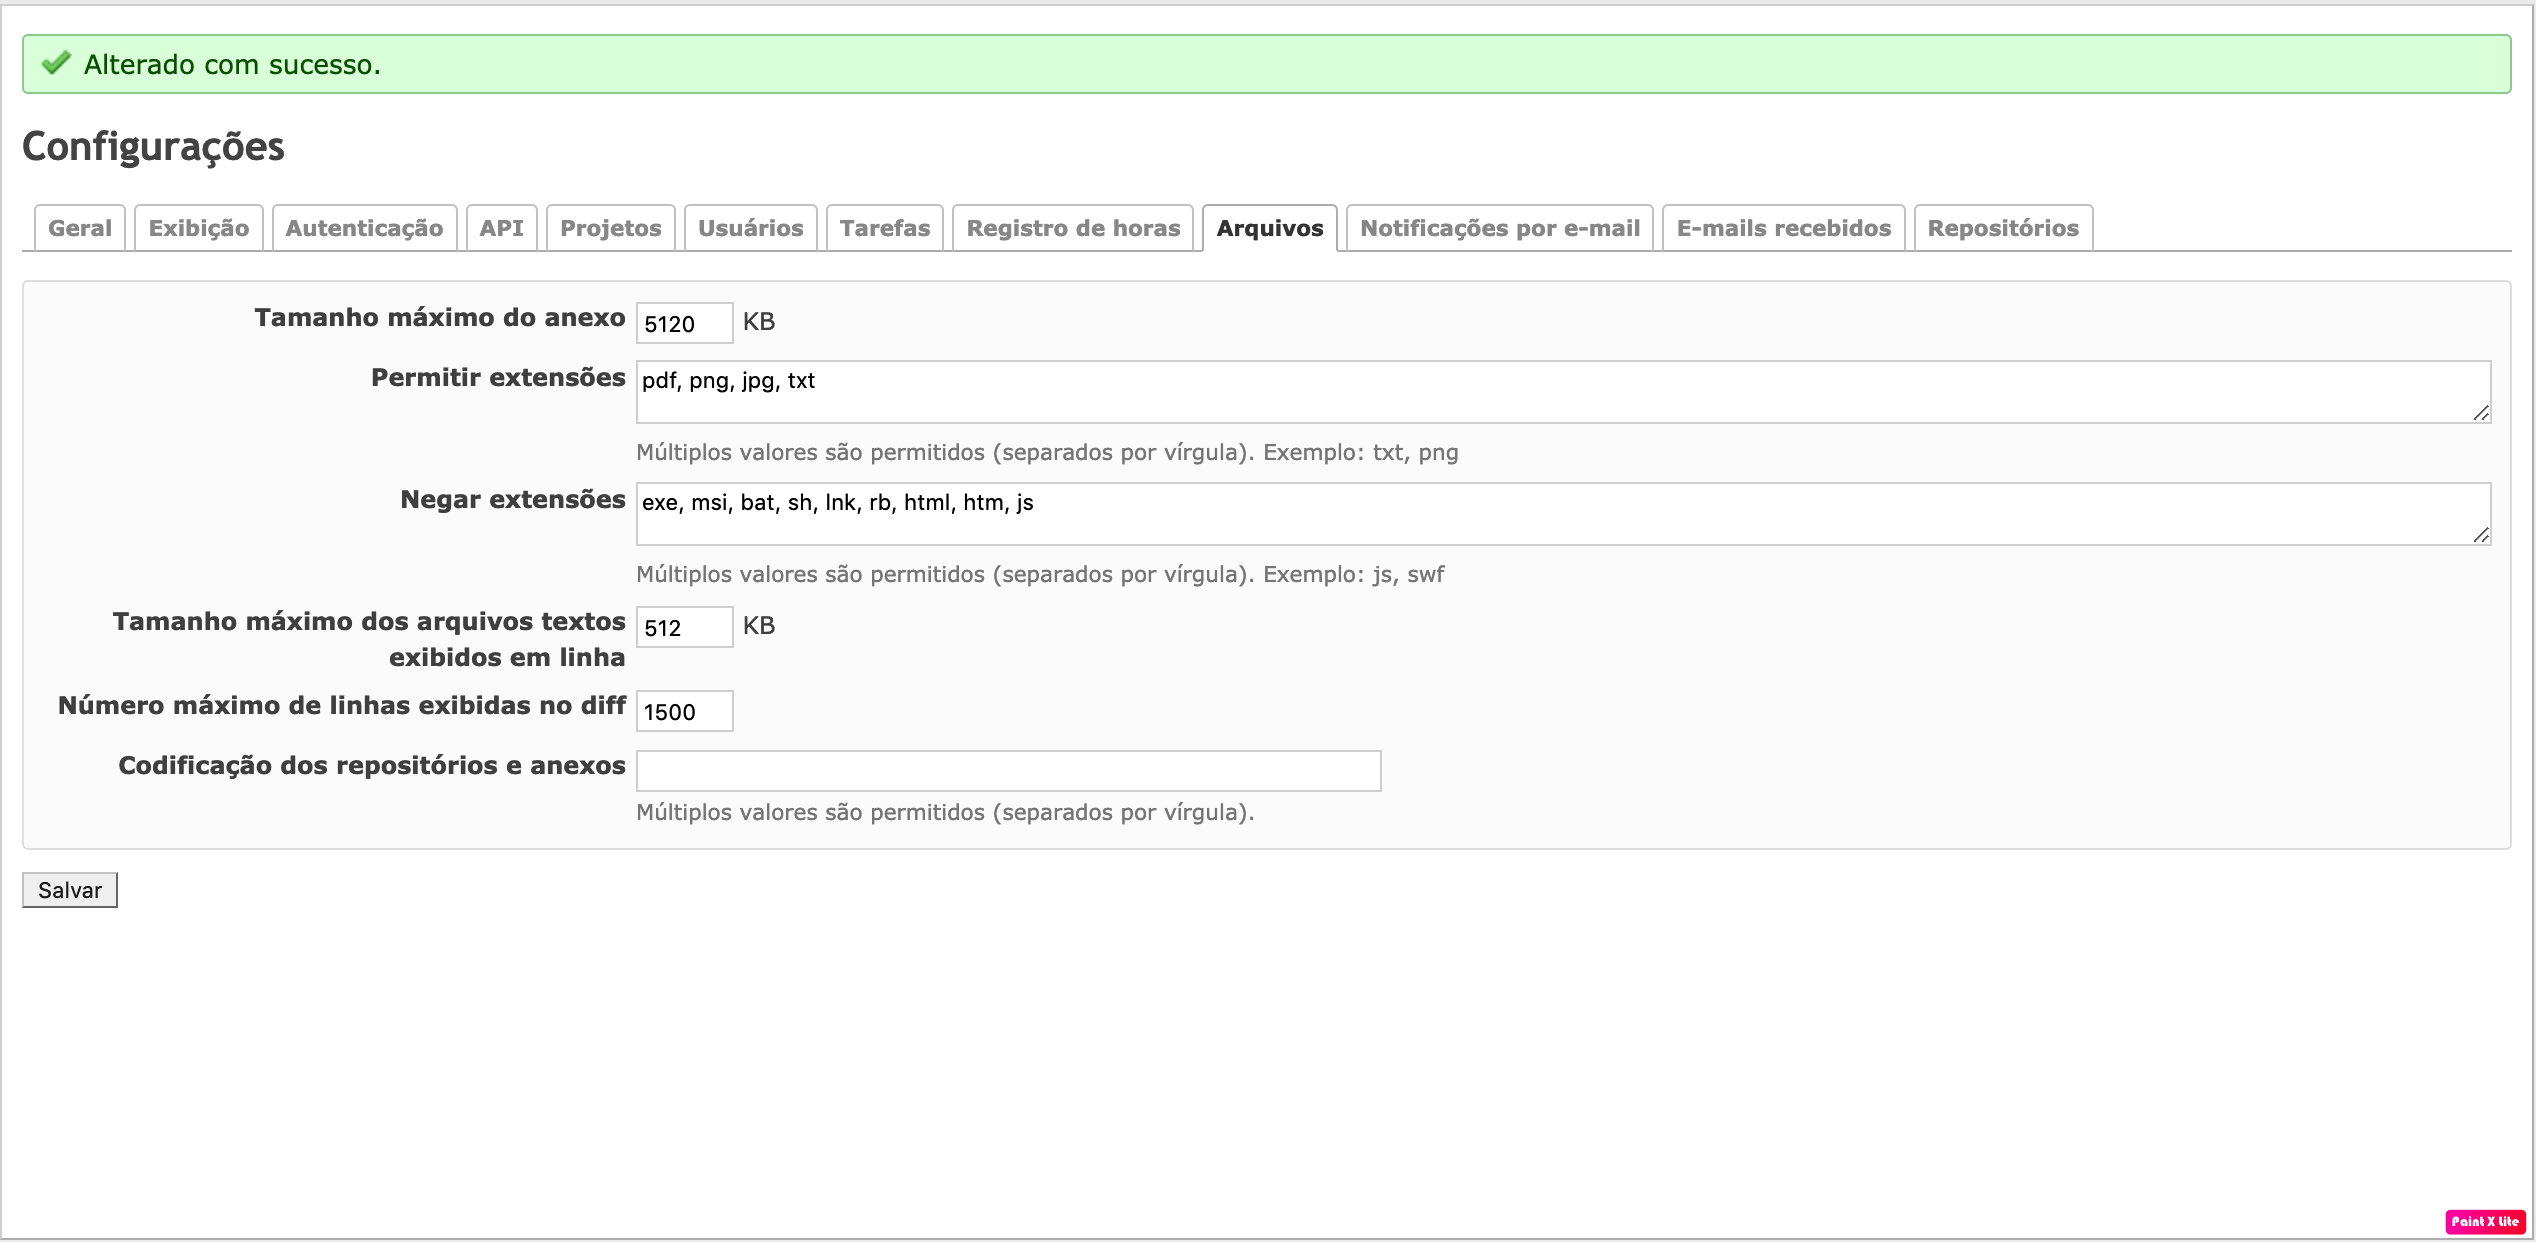 Alterado com sucesso.
Configurações
Geral Exibição Autenticação API Projetos Usuários Tarefas Registro de horas Arquivos Notificações por e-mail E-mails recebidos Repositórios
Tamanho máximo do anexo 5120 KB
Permitir extensões pdf, png, jpg, txt
Múltiplos valores são permitidos (separados por vírgula). Exemplo: txt, png
Negar extensões exe, msi, bat, sh, lnk, rb, html, htm, js
Múltiplos valores são permitidos (separados por vírgula). Exemplo: js, swf
Tamanho máximo dos arquivos textos
exibidos em linha 512 KB
Número máximo de linhas exibidas no diff 1500
Codificação dos repositórios e anexos
Múltiplos valores são permitidos (separados por vírgula).
Salvar
Paint X lite